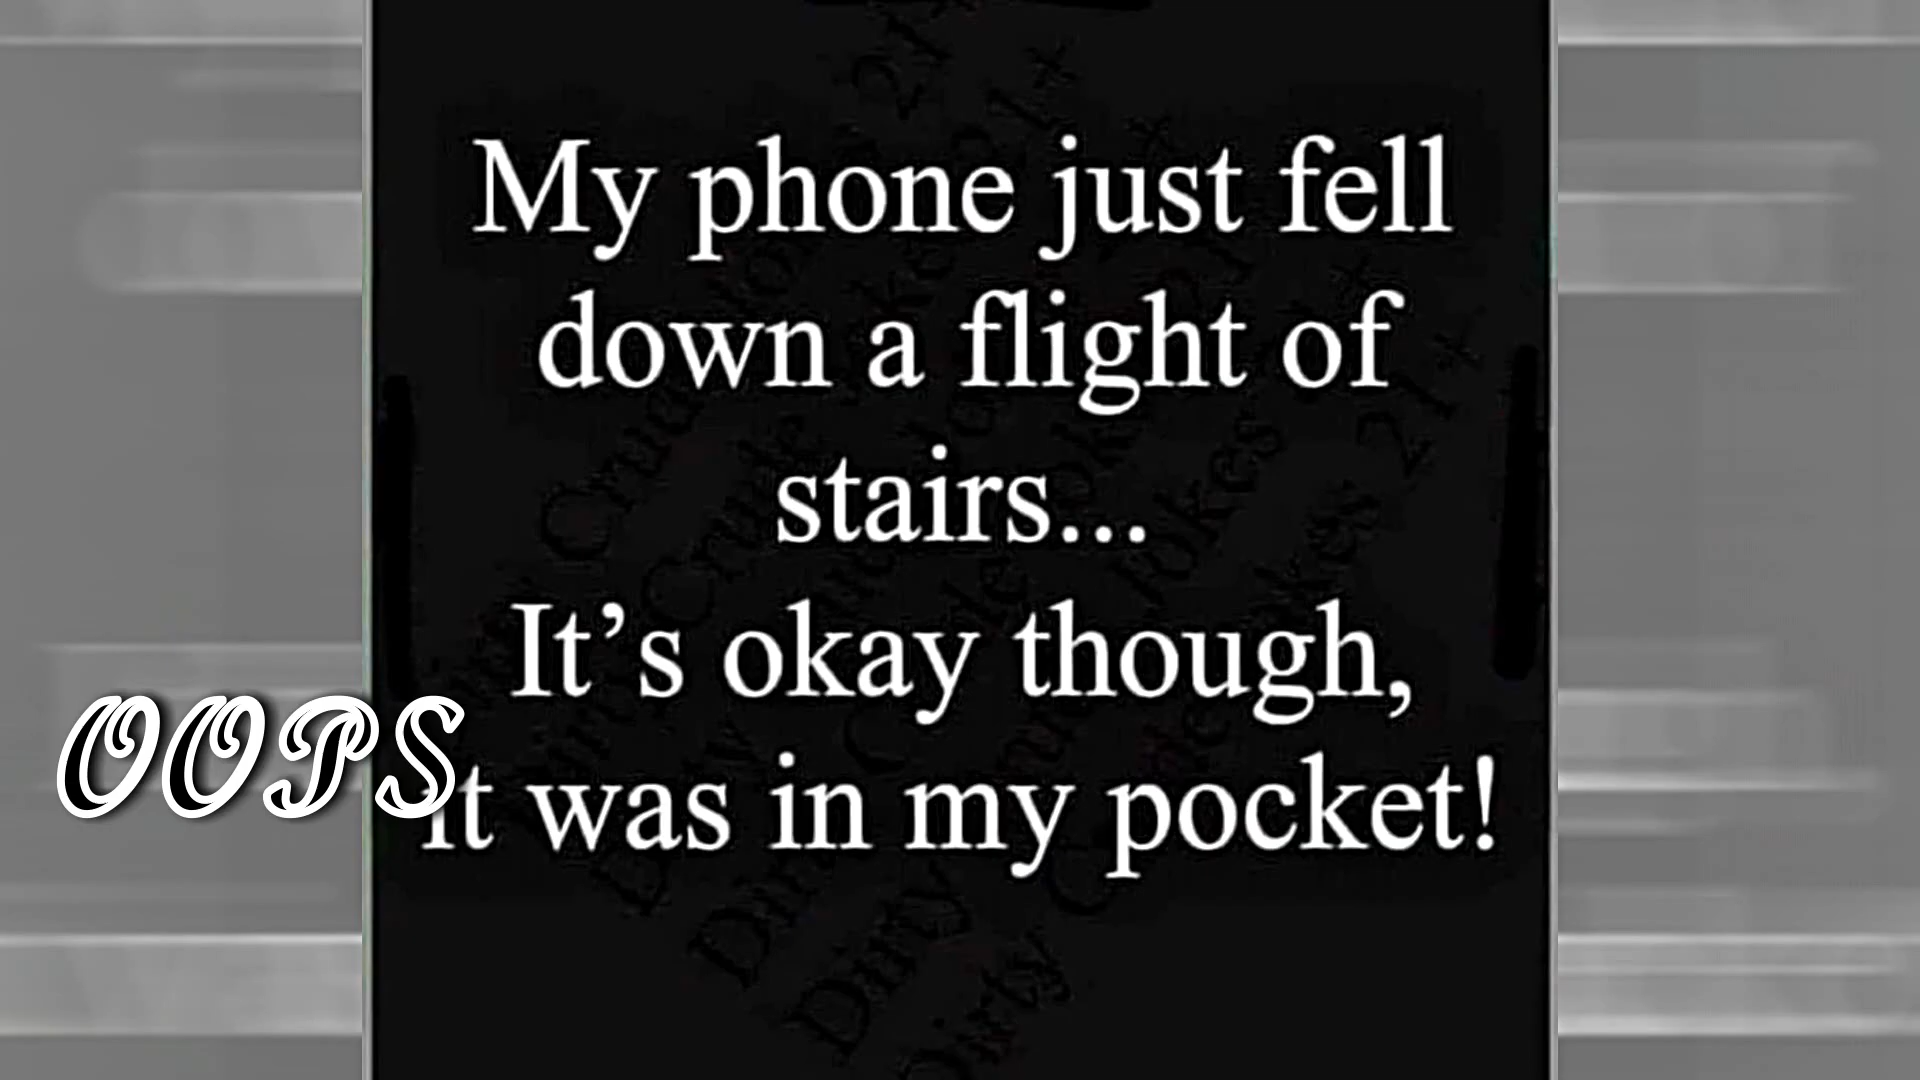 My phone just fell
down a flight of
stairs...
It's okay though,
it was in my pocket!
OOPS